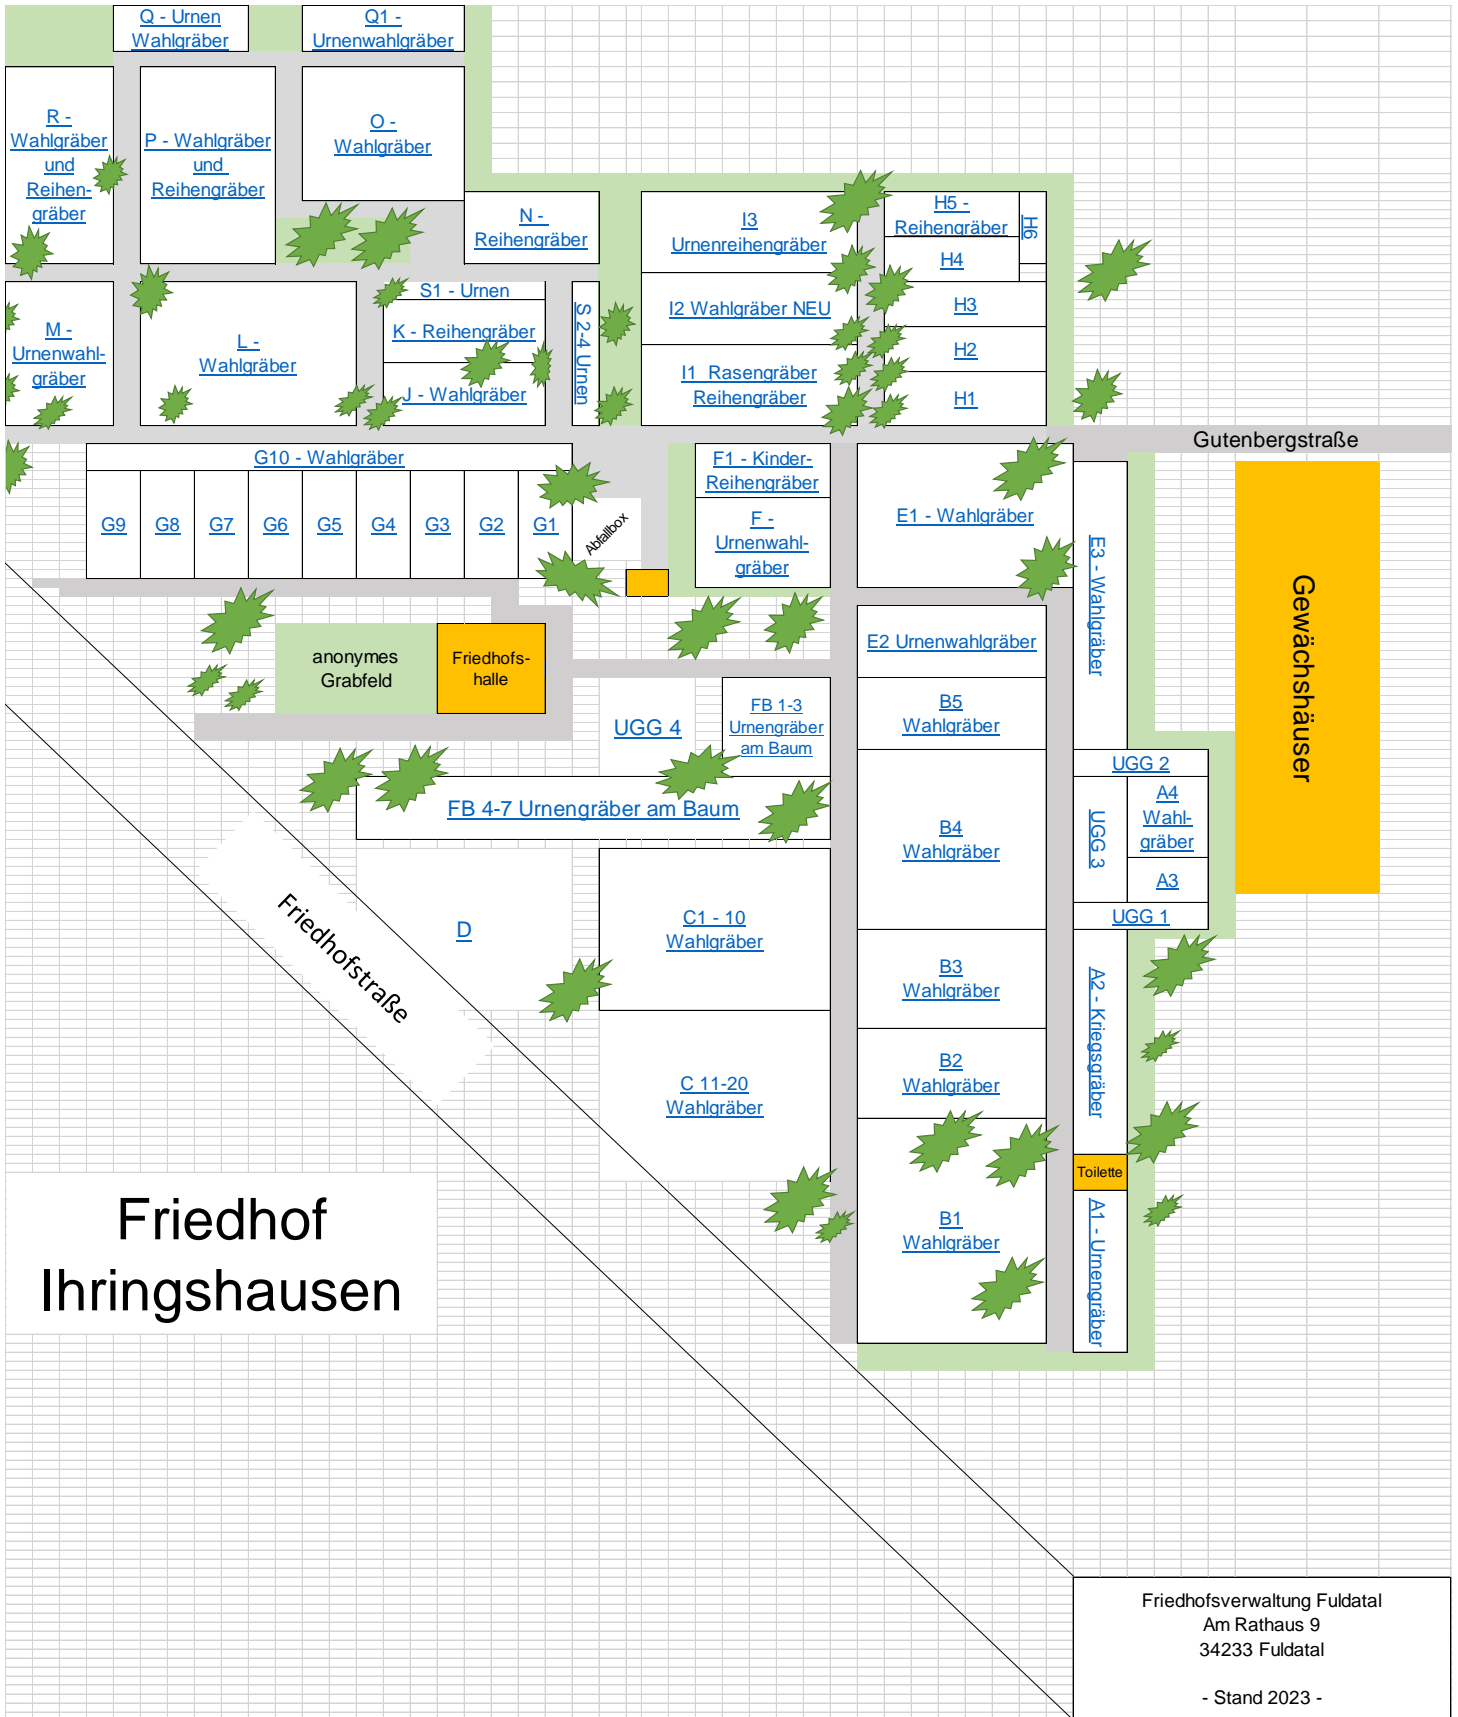 Q - Urnen
Wahlgräber
Q1 -
Urnenwahlgräber
R -
Wahlgräber
und
Reihen-
gräber
P - Wahlgräber
und
Reihengräber
O -
Wahlgräber
N -
Reihengräber
I3
Urnenreihengräber
H5 -
Reihengräber
H6
H4
I2 Wahlgräber NEU
H3
H2
I1  Rasengräber
Reihengräber
H1
M -
Urnenwahl-
gräber
L -
Wahlgräber
S1 - Urnen
K - Reihengräber
J - Wahlgräber
S 2-4 Urnen
Gutenbergstraße
G10 - Wahlgräber
G9
G8
G7
G6
G5
G4
G3
G2
G1
Abfallbox
F1 - Kinder-
Reihengräber
F -
Urnenwahl-
gräber
E1 - Wahlgräber
E3 - Wahlgräber
Gewächshäuser
anonymes
Grabfeld
Friedhofs-
halle
E2 Urnenwahlgräber
UGG 4
FB 1-3
Urnengräber
am Baum
B5
Wahlgräber
UGG 2
A4
Wahl-
gräber
UGG 3
A3
UGG 1
FB 4-7 Urnengräber am Baum
B4
Wahlgräber
Friedhofstraße
D
C1 - 10
Wahlgräber
B3
Wahlgräber
A2 - Kriegsgräber
C 11-20
Wahlgräber
B2
Wahlgräber
Toilette
B1
Wahlgräber
A1 - Urnengräber
Friedhof
Ihringshausen
Friedhofsverwaltung Fuldatal
Am Rathaus 9
34233 Fuldatal
- Stand 2023 -